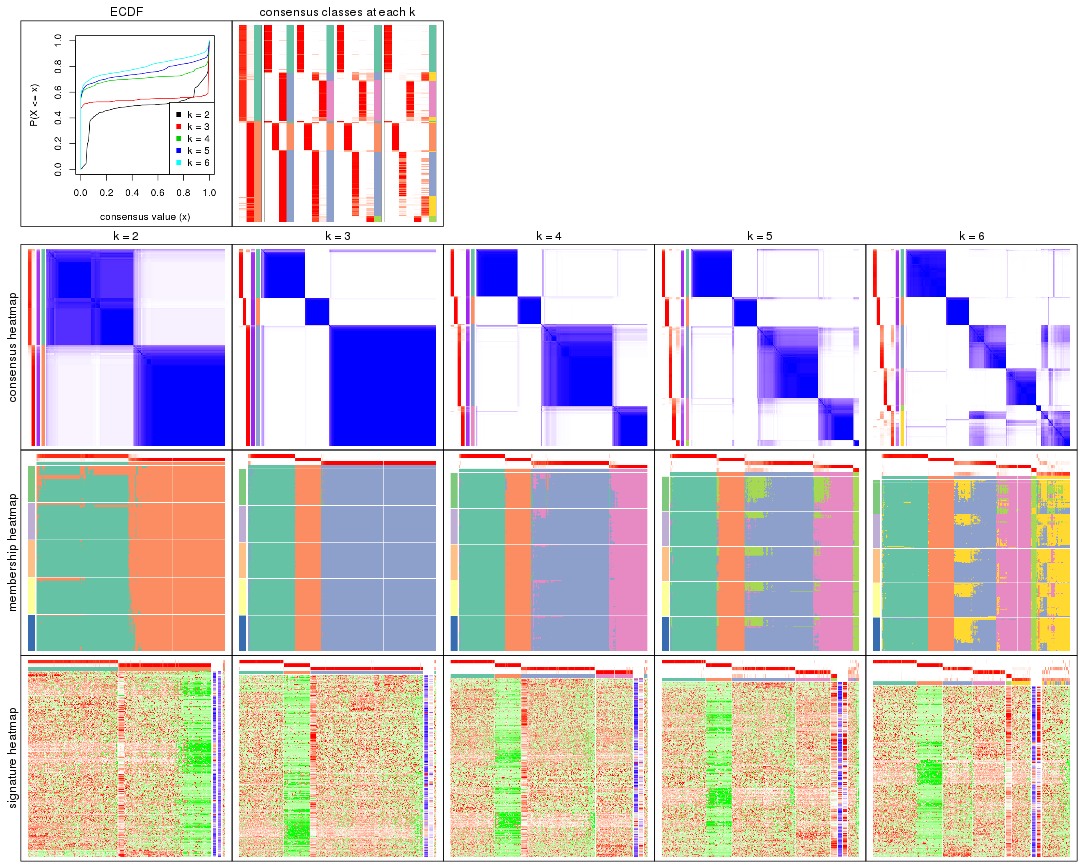 ECDF
consensus classes at each k
P(X <= x)
0.0 0.2 0.4 0.6 0.8 1.0
k = 2
k = 3
k = 4
k = 5
k = 6
0.0 0.2 0.4 0.6 0.8 1.0
consensus value (x)
k = 2
k = 3
k = 4
k = 5
k = 6
consensus heatmap
membership heatmap
signature heatmap